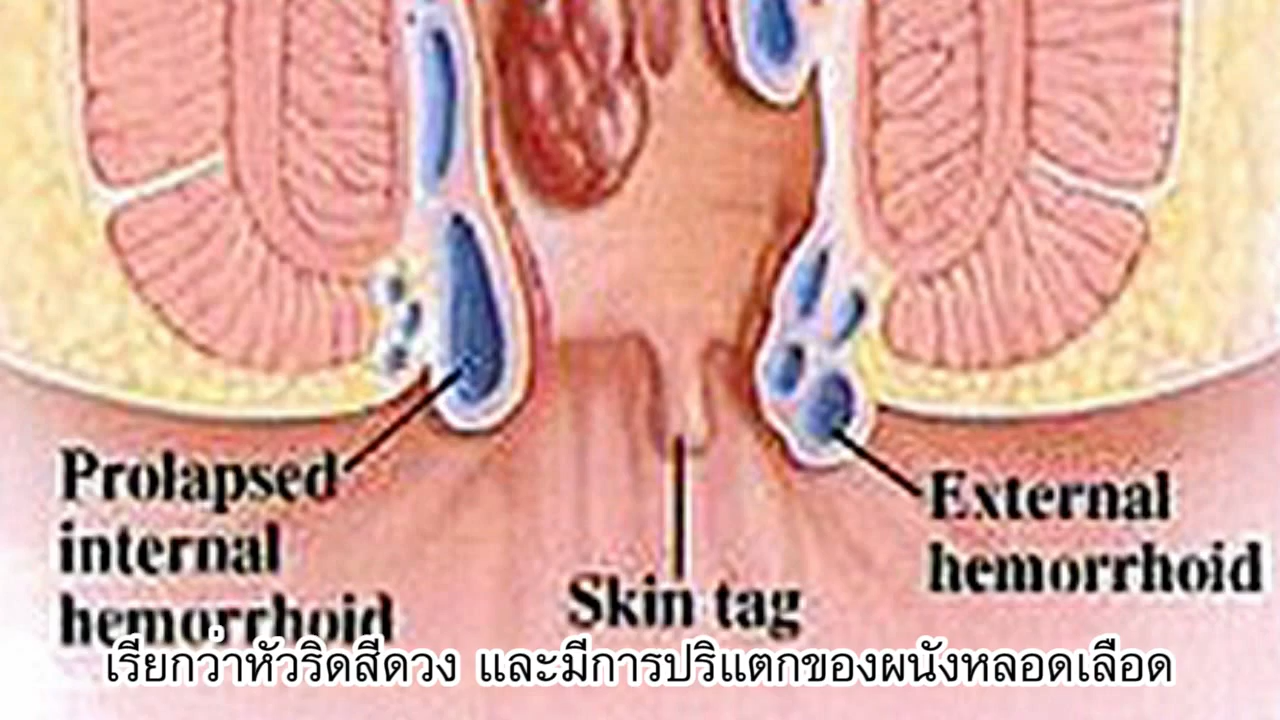 Prolapsed
internal
hemorrhoid
Skin tag
External
hemorrhoid
เรียกว่าหัวริดสีดวง และมีการปริแตกของผนังหลอดเลือด